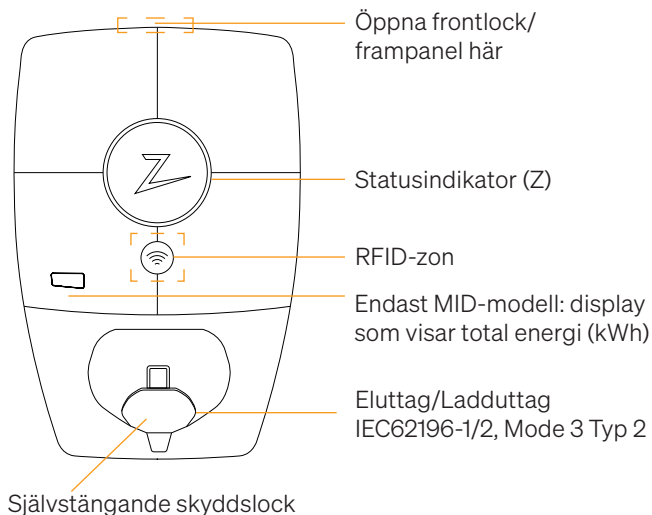 Öppna frontlock/
frampanel här
Statusindikator (Z)
RFID-zon
Endast MID-modell: display
som visar total energi (kWh)
Eluttag/Ladduttag
IEC62196-1/2, Mode 3 Typ 2
Självstängande skyddslock